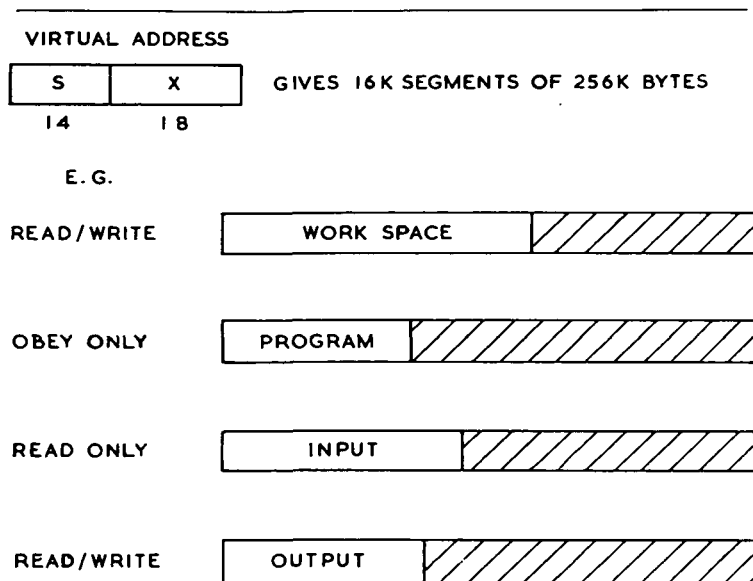 VIRTUAL ADDRESS
S X GIVES 16K SEGMENTS OF 256K BYTES
14 18
E.G.
READ/WRITE WORK SPACE
OBEY ONLY PROGRAM
READ ONLY INPUT
READ/WRITE OUTPUT